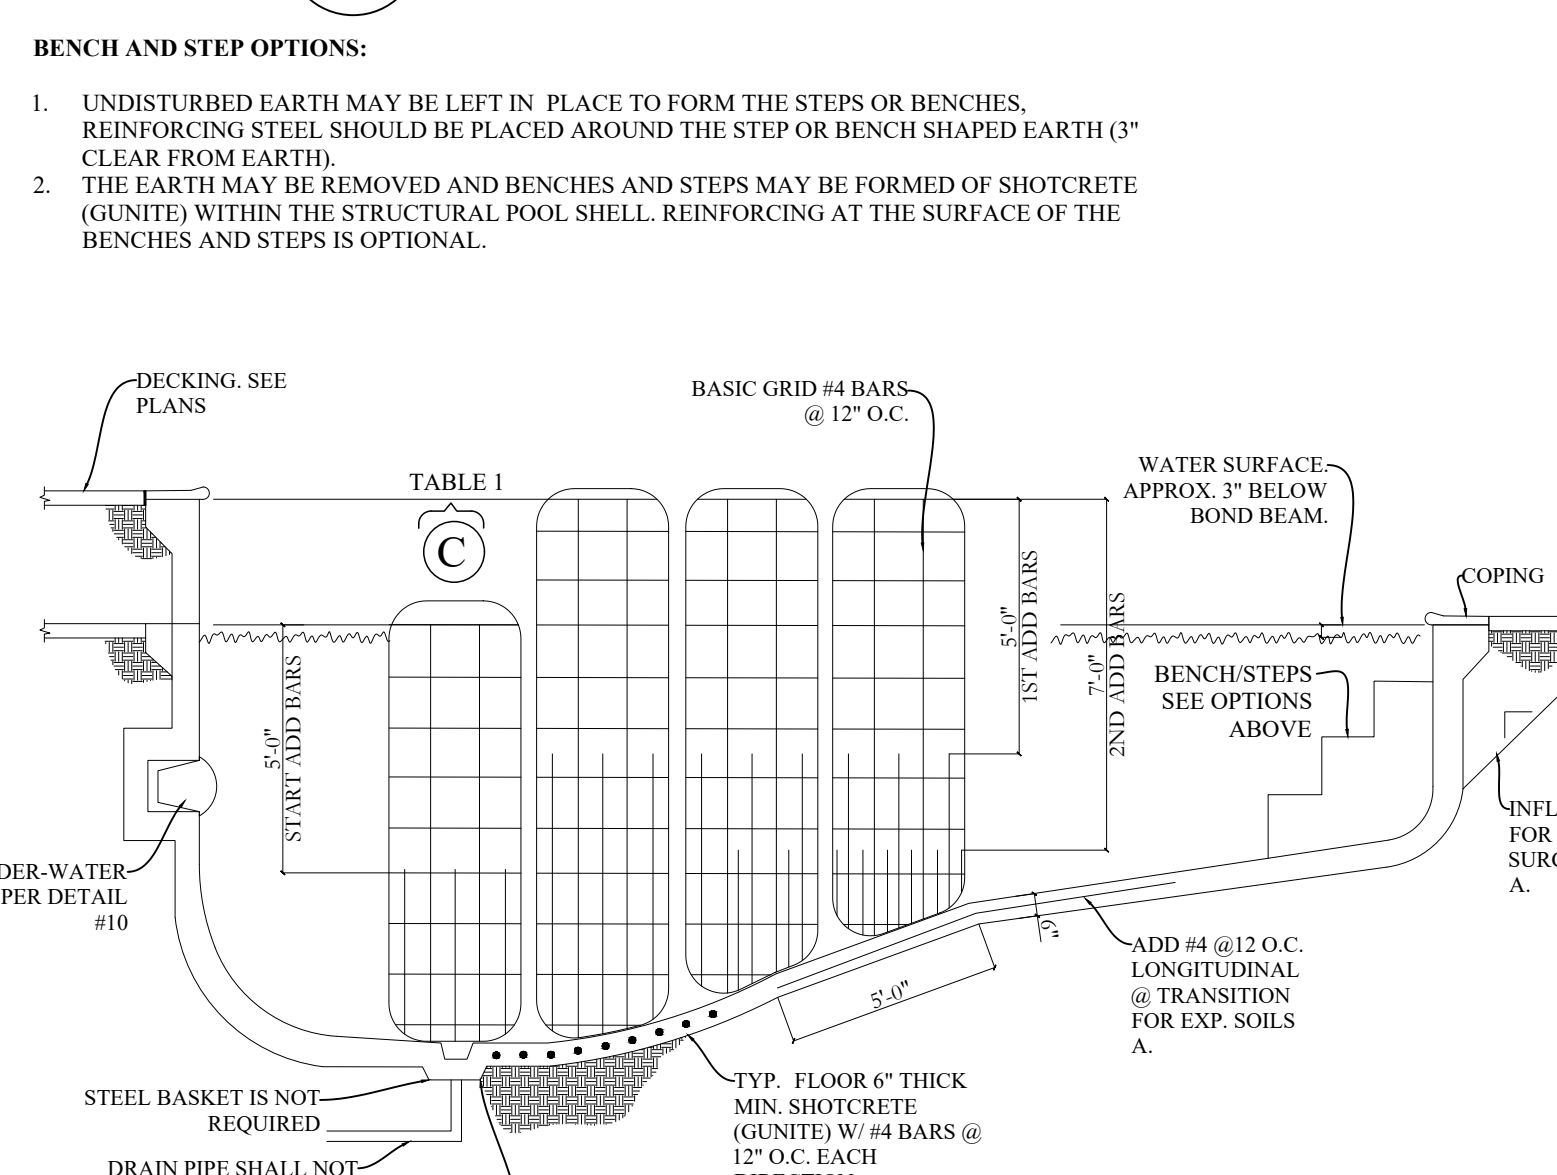 BENCH AND STEP OPTIONS:
1. UNDISTURBED EARTH MAY BE LEFT IN PLACE TO FORM THE STEPS OR BENCHES,
REINFORCING STEEL SHOULD BE PLACED AROUND THE STEP OR BENCH SHAPED EARTH (3"
CLEAR FROM EARTH).
2. THE EARTH MAY BE REMOVED AND BENCHES AND STEPS MAY BE FORMED OF SHOTCRETE
(GUNITE) WITHIN THE STRUCTURAL POOL SHELL. REINFORCING AT THE SURFACE OF THE
BENCHES AND STEPS IS OPTIONAL.
DECKING. SEE
PLANS
BASIC GRID #4 BARS
@ 12" O.C.
TABLE 1
C
WATER SURFACE.
APPROX. 3" BELOW
BOND BEAM.
COPING
5'-0"
START ADD BARS
5'-0"
1ST ADD BARS
7'-0"
2ND ADD BARS
BENCH/STEPS
SEE OPTIONS
ABOVE
INFL
FOR
SURC
A.
DER-WATER
PER DETAIL
#10
6"
5'-0"
ADD #4 @12 O.C.
LONGITUDINAL
@ TRANSITION
FOR EXP. SOILS
A.
STEEL BASKET IS NOT
REQUIRED
DRAIN PIPE SHALL NOT
TYP. FLOOR 6" THICK
MIN. SHOTCRETE
(GUNITE) W/ #4 BARS @
12" O.C. EACH